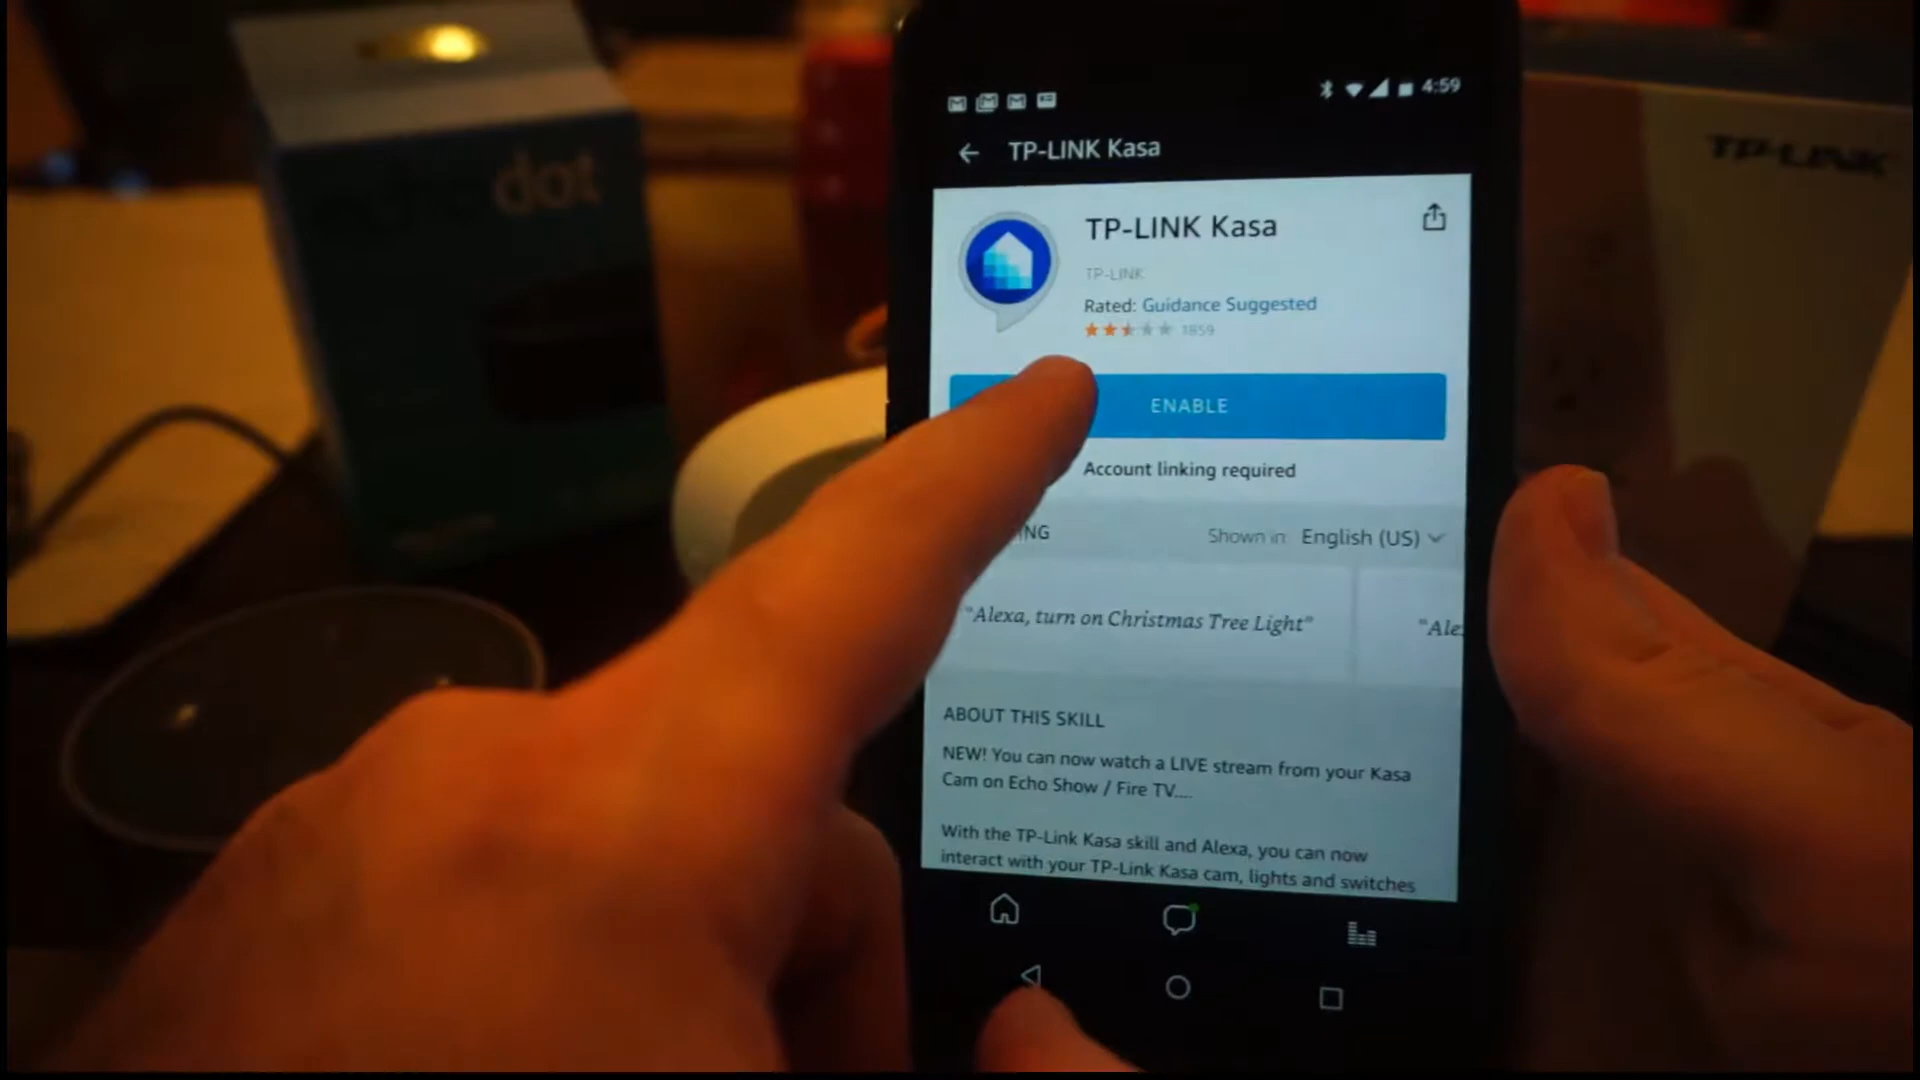 dot
TP-LINK
4:59
TP-LINK Kasa
TP-LINK Kasa
TP-LINK
Rated: Guidance Suggested
1859
ENABLE
Account linking required
ING
Shown in: English (US)
"Alexa, turn on Christmas Tree Light"
"Ale
ABOUT THIS SKILL
NEW! You can now watch a LIVE stream from your Kasa
Cam on Echo Show / Fire TV....
With the TP-Link Kasa skill and Alexa, you can now
interact with your TP-Link Kasa cam, lights and switches